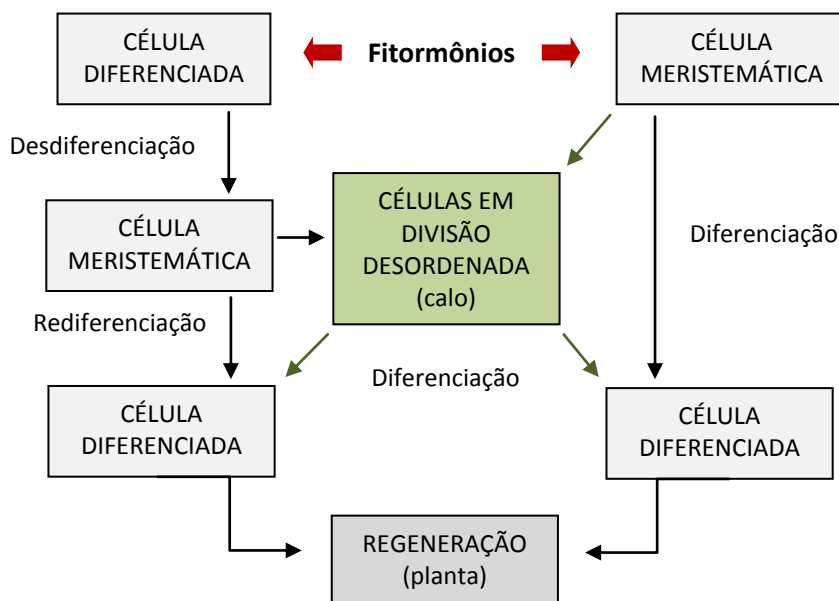 CÉLULA
DIFERENCIADA
Fitormônios
CÉLULA
MERISTEMÁTICA
Desdiferenciação
CÉLULA
MERISTEMÁTICA
CÉLULAS EM
DIVISÃO
DESORDENADA
(calo)
Diferenciação
Rediferenciação
Diferenciação
CÉLULA
DIFERENCIADA
CÉLULA
DIFERENCIADA
REGENERAÇÃO
(planta)